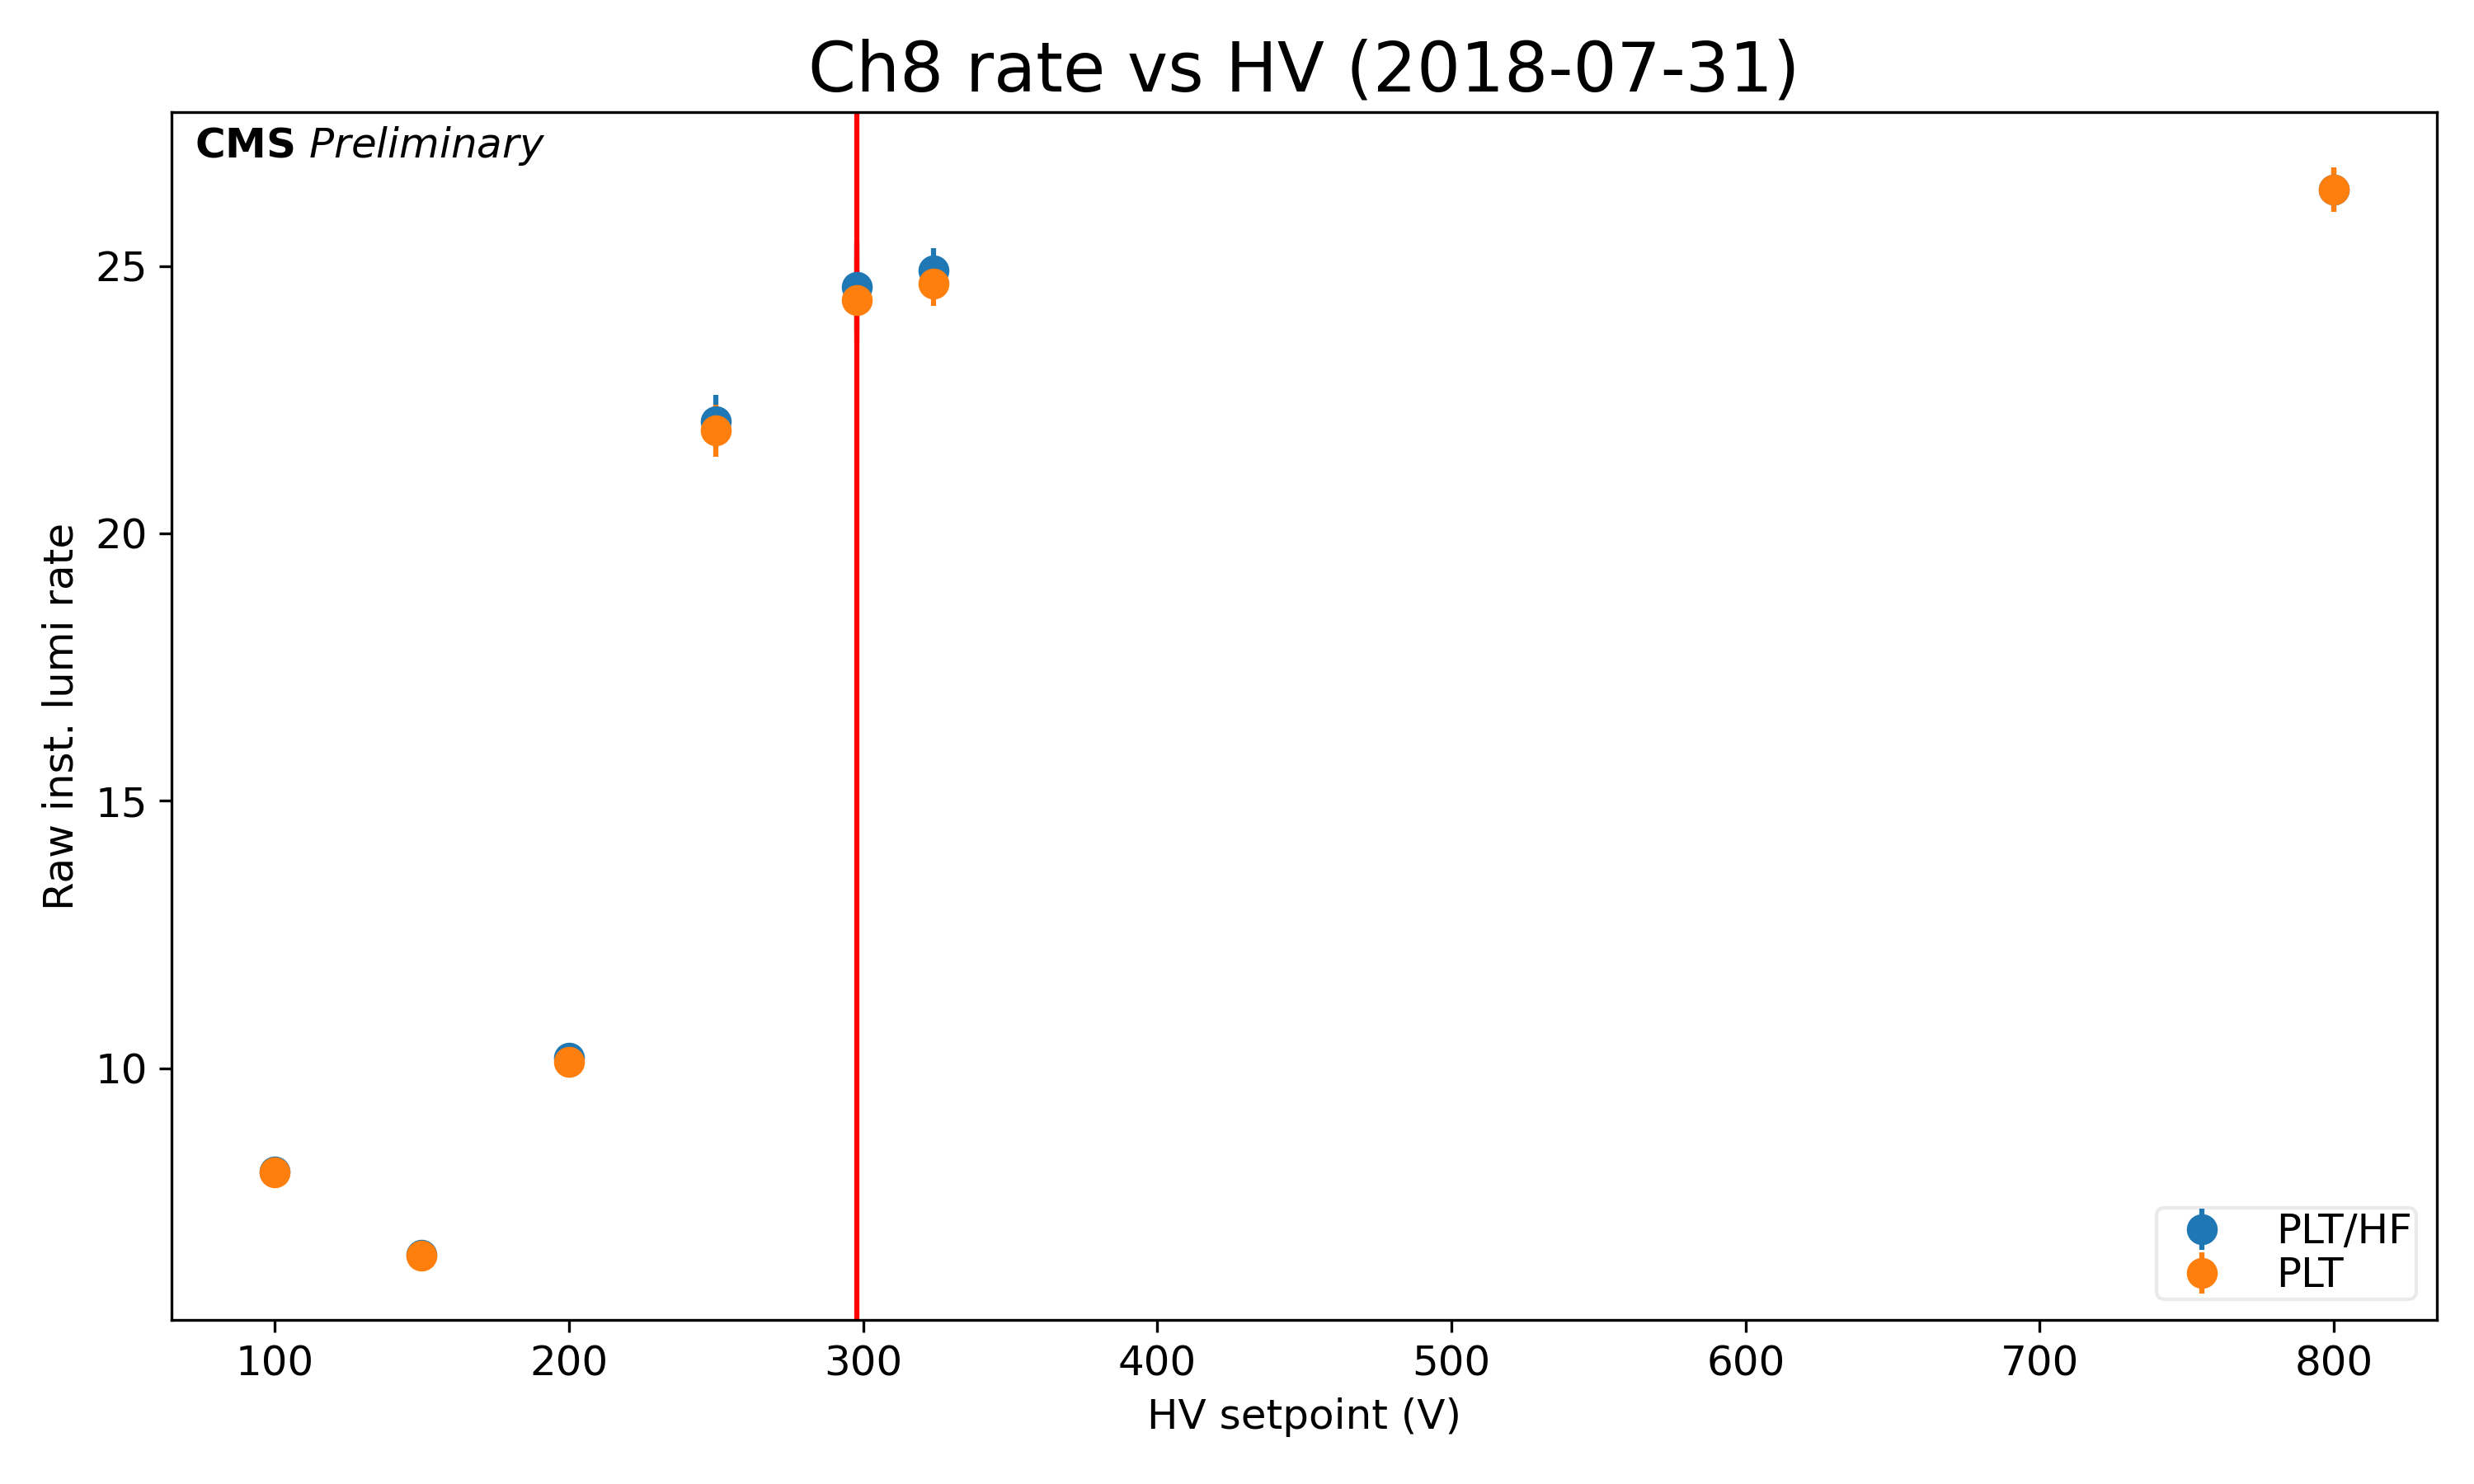 Ch8 rate vs HV (2018-07-31)
CMS Preliminary
25
20
15
10
Raw inst. lumi rate
PLT/HF
PLT
100 200 300 400 500 600 700 800
HV setpoint (V)